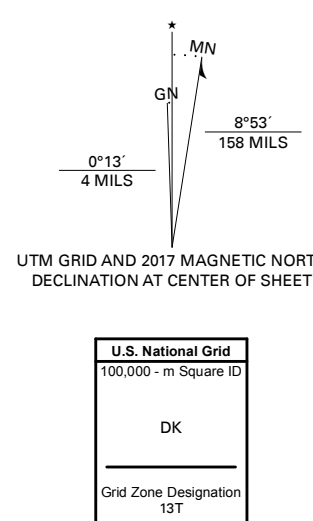 ★
MN
GN
8°53´
158 MILS
0°13´
4 MILS
UTM GRID AND 2017 MAGNETIC NORT
DECLINATION AT CENTER OF SHEET
U.S. National Grid
100,000 - m Square ID
DK
Grid Zone Designation
13T